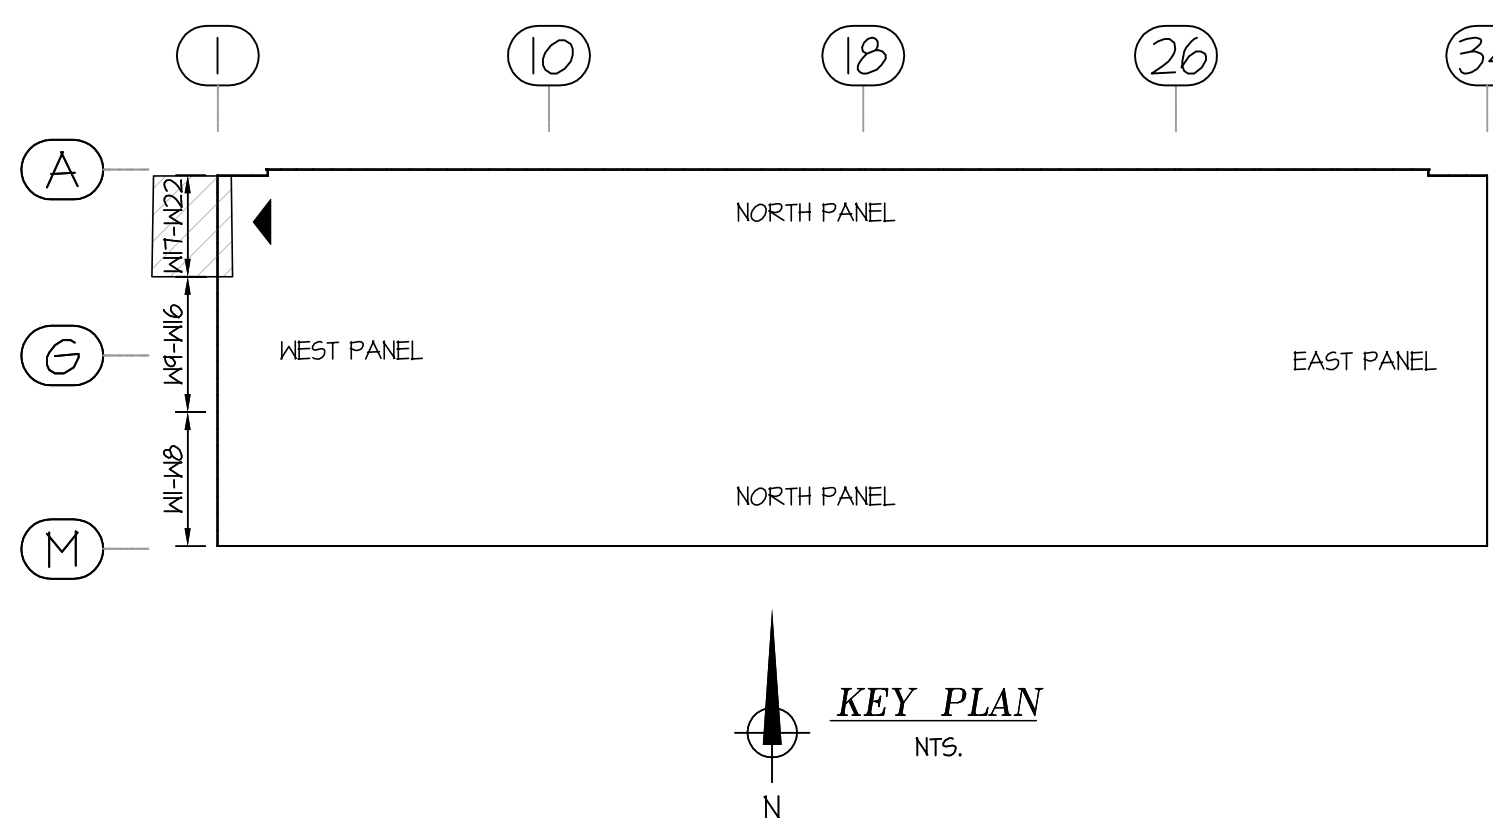 1 10 18 26
A
NORTH PANEL
W17-W22
G
W9-W16
WEST PANEL
EAST PANEL
W1-W8
NORTH PANEL
M
KEY PLAN
NTS.
N